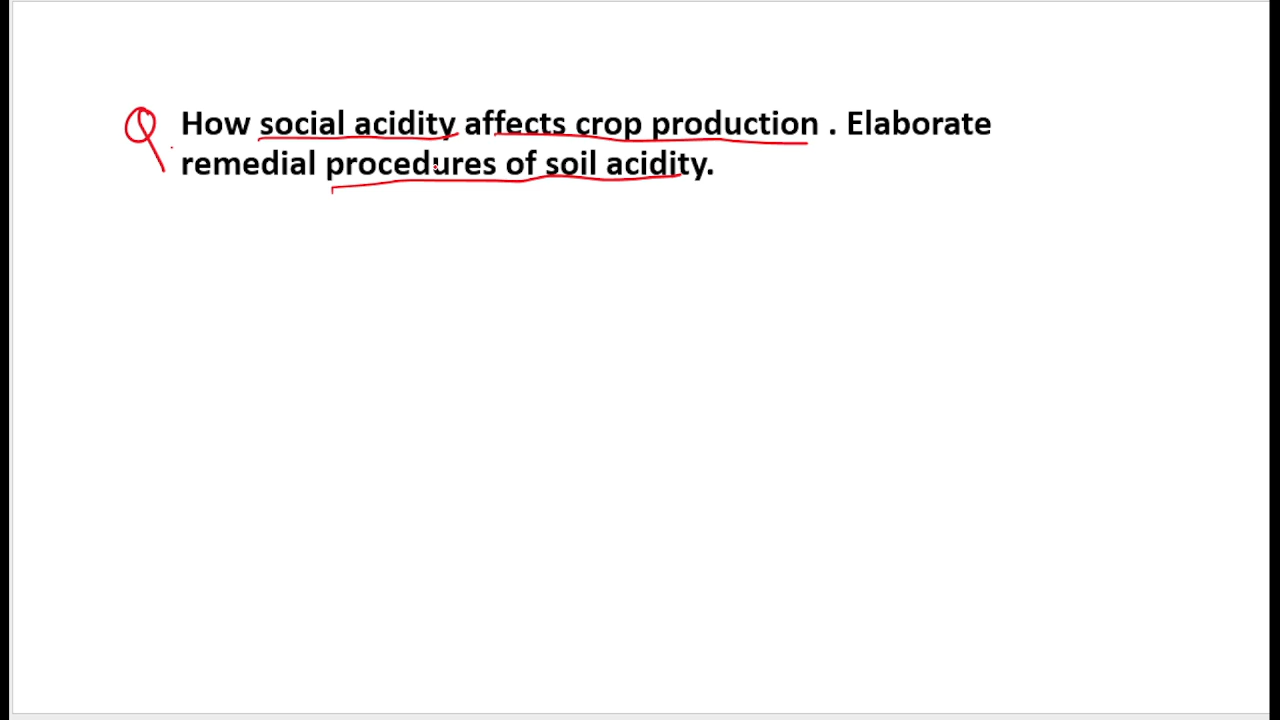 Q How social acidity affects crop production . Elaborate
remedial procedures of soil acidity.